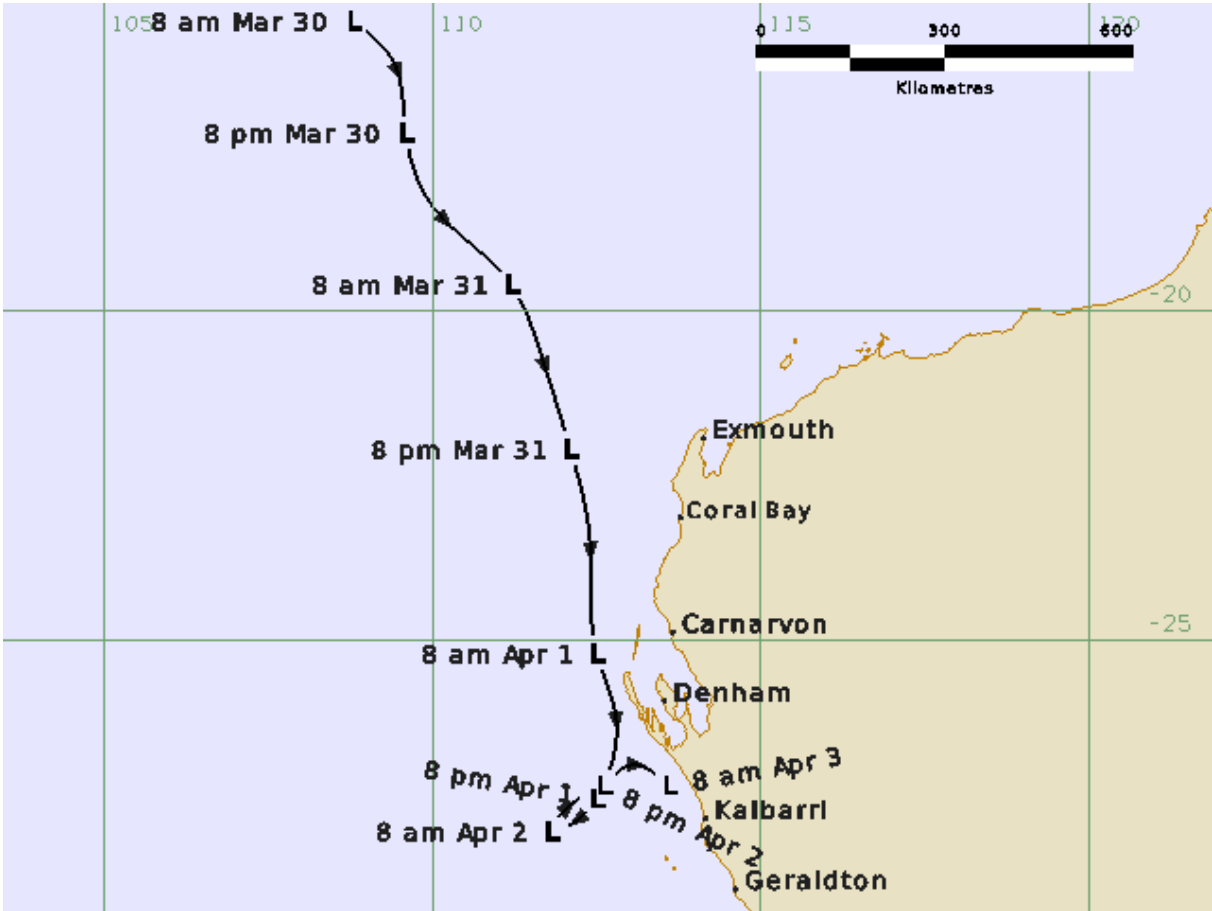 105
110
115
120
0
300
600
Kilometres
8 am Mar 30
L
8 pm Mar 30
L
8 am Mar 31
L
-20
Exmouth
8 pm Mar 31
L
Coral Bay
Carnarvon
-25
8 am Apr 1
L
Denham
8 pm Apr 1
L
L
L
8 am Apr 3
8 pm Apr 2
Kalbarri
8 am Apr 2
L
Geraldton